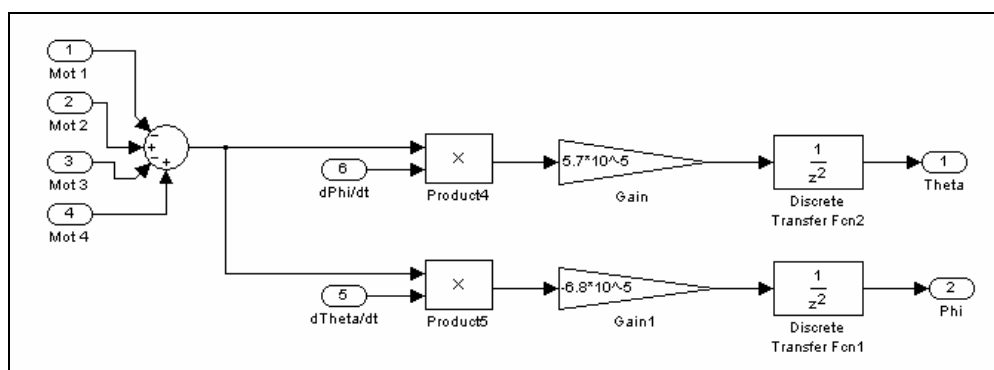 1
Mot 1
2
Mot 2
3
Mot 3
4
Mot 4
−
+
−
+
6
dPhi/dt
×
Product4
5.7*10^-5
Gain
1
z2
Discrete
Transfer Fcn2
1
Theta
5
dTheta/dt
×
Product5
-6.8*10^-5
Gain1
1
z2
Discrete
Transfer Fcn1
2
Phi